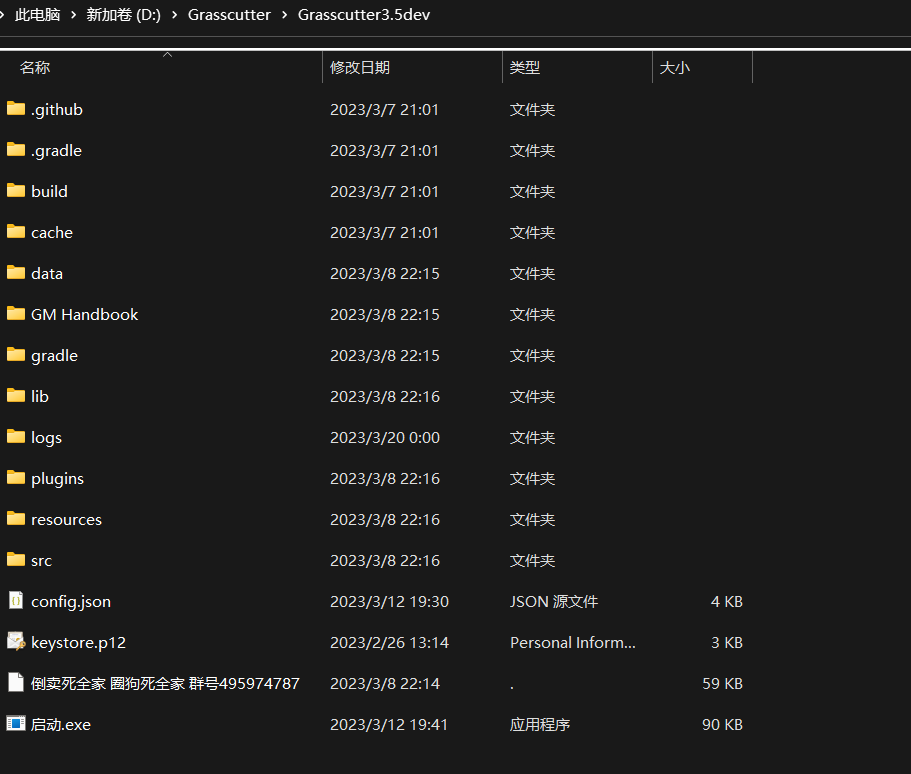 此电脑 › 新加卷 (D:) › Grasscutter › Grasscutter3.5dev
名称 修改日期 类型 大小
.github 2023/3/7 21:01 文件夹
.gradle 2023/3/7 21:01 文件夹
build 2023/3/7 21:01 文件夹
cache 2023/3/7 21:01 文件夹
data 2023/3/8 22:15 文件夹
GM Handbook 2023/3/8 22:15 文件夹
gradle 2023/3/8 22:15 文件夹
lib 2023/3/8 22:16 文件夹
logs 2023/3/20 0:00 文件夹
plugins 2023/3/8 22:16 文件夹
resources 2023/3/8 22:16 文件夹
src 2023/3/8 22:16 文件夹
config.json 2023/3/12 19:30 JSON 源文件 4 KB
keystore.p12 2023/2/26 13:14 Personal Inform... 3 KB
倒卖死全家 圈狗死全家 群号495974787 2023/3/8 22:14 . 59 KB
启动.exe 2023/3/12 19:41 应用程序 90 KB